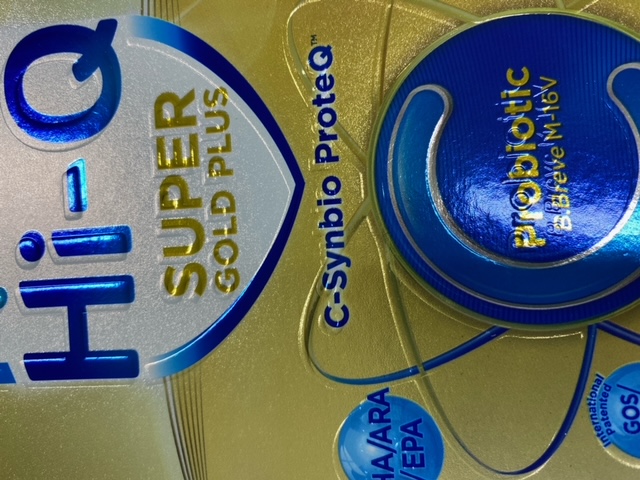 Hi-Q
SUPER
GOLD PLUS
C-Synbio ProteQ™
Probiotic
B.Breve M-16V
HA/ARA
/EPA
International
Patented
GOS/